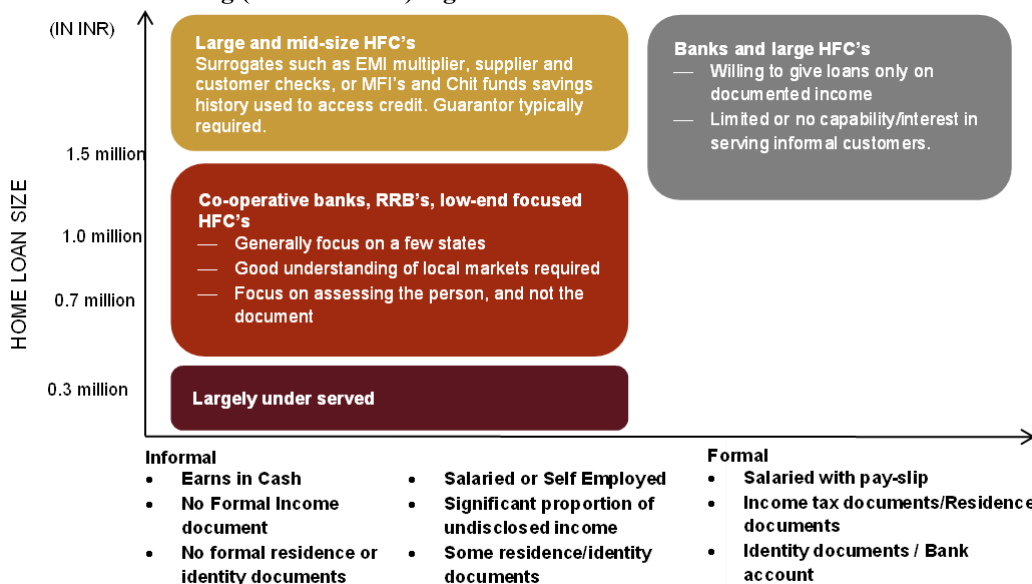 (IN INR)
Large and mid-size HFC's
Surrogates such as EMI multiplier, supplier and
customer checks, or MFI's and Chit funds savings
history used to access credit. Guarantor typically
required.
Banks and large HFC's
— Willing to give loans only on
documented income
— Limited or no capability/interest in
serving informal customers.
1.5 million
Co-operative banks, RRB's, low-end focused
HFC's
— Generally focus on a few states
— Good understanding of local markets required
— Focus on assessing the person, and not the
document
1.0 million
0.7 million
0.3 million
HOME LOAN SIZE
Largely under served
Informal
• Earns in Cash
• No Formal Income
document
• No formal residence or
identity documents
• Salaried or Self Employed
• Significant proportion of
undisclosed income
• Some residence/identity
documents
Formal
• Salaried with pay-slip
• Income tax documents/Residence
documents
• Identity documents / Bank
account